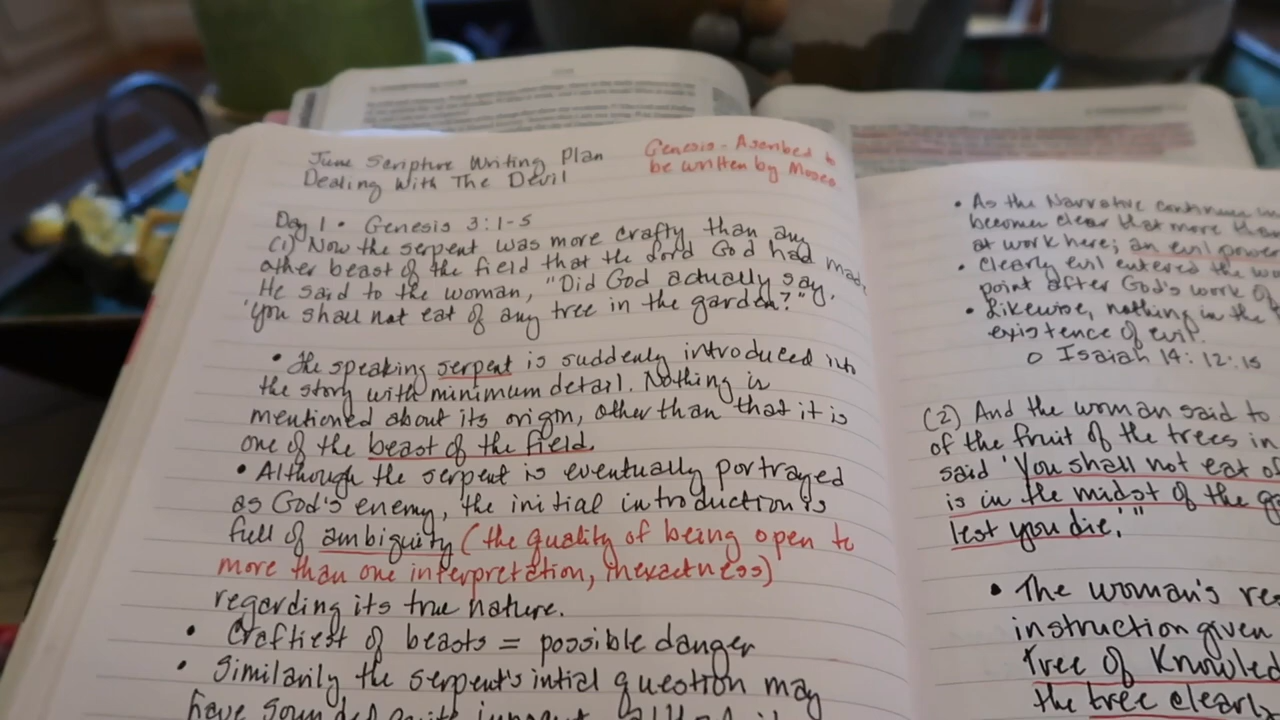 June Scripture Writing Plan
Dealing With The Devil
Genesis - Ascribed to
be written by Moses
Day 1 • Genesis 3:1-5
(1) Now the serpent was more crafty than any
other beast of the field that the Lord God had made.
He said to the woman, "Did God actually say,
'You shall not eat of any tree in the garden?'"
• The speaking serpent is suddenly introduced into
the story with minimum detail. Nothing is
mentioned about its origin, other than that it is
one of the beast of the field.
• Although the serpent is eventually portrayed
as God's enemy, the initial introduction is
full of ambiguity (the quality of being open to
more than one interpretation, inexactness)
regarding its true nature.
• Craftiest of beasts = possible danger
• Similarily the serpent's intial question may
have sounded quite
• As the Narrative continues
becomes clear that more than
at work here; an evil power
• Clearly evil entered the
point after God's work of
• Likewise, nothing in the
existence of evil.
o Isaiah 14: 12-15
(2) And the woman said to
of the fruit of the trees in
said 'You shall not eat of
is in the midst of the
lest you die.'"
• The woman's
instruction given
Tree of
the tree clearly